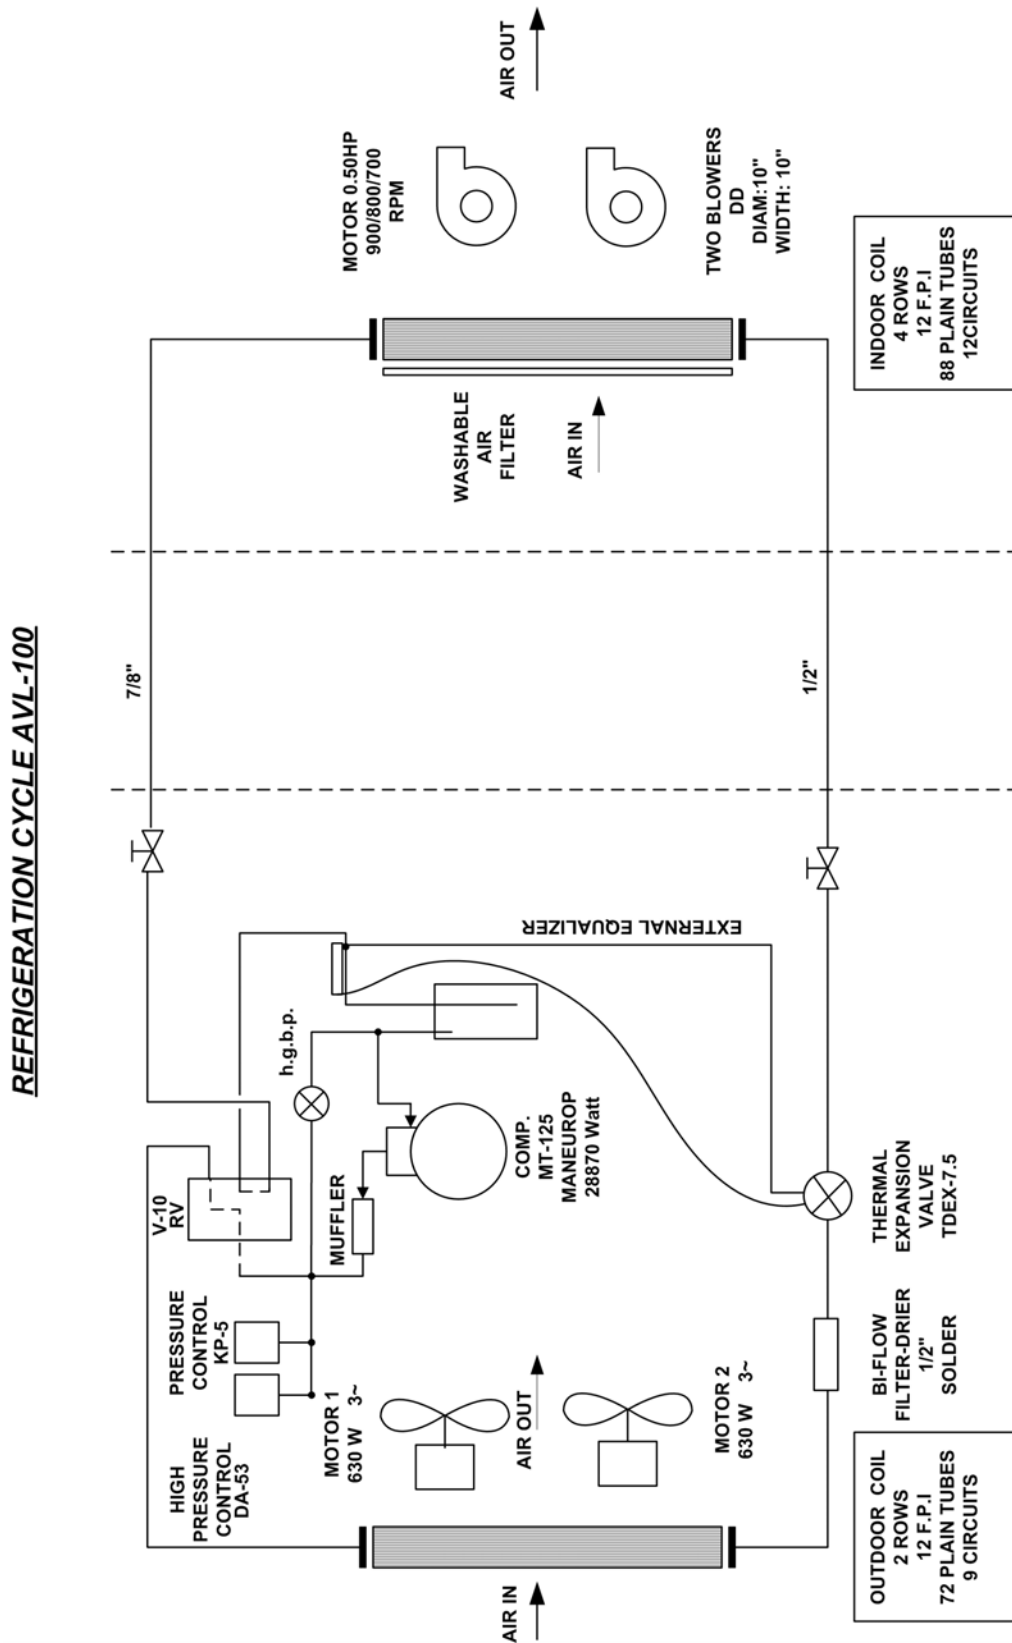 REFRIGERATION CYCLE AVL-100
HIGH
PRESSURE
CONTROL
DA-53
PRESSURE
CONTROL
KP-5
V-10
RV
7/8"
h.g.b.p.
MUFFLER
COMP.
MT-125
MANEUROP
28870 Watt
EXTERNAL EQUALIZER
MOTOR 1
630 W 3~
AIR IN
AIR OUT
MOTOR 2
630 W 3~
WASHABLE
AIR
FILTER
AIR IN
MOTOR 0.50HP
900/800/700
RPM
AIR OUT
TWO BLOWERS
DD
DIAM:10"
WIDTH: 10"
1/2"
BI-FLOW
FILTER-DRIER
1/2"
SOLDER
THERMAL
EXPANSION
VALVE
TDEX-7.5
OUTDOOR COIL
2 ROWS
12 F.P.I
72 PLAIN TUBES
9 CIRCUITS
INDOOR COIL
4 ROWS
12 F.P.I
88 PLAIN TUBES
12CIRCUITS